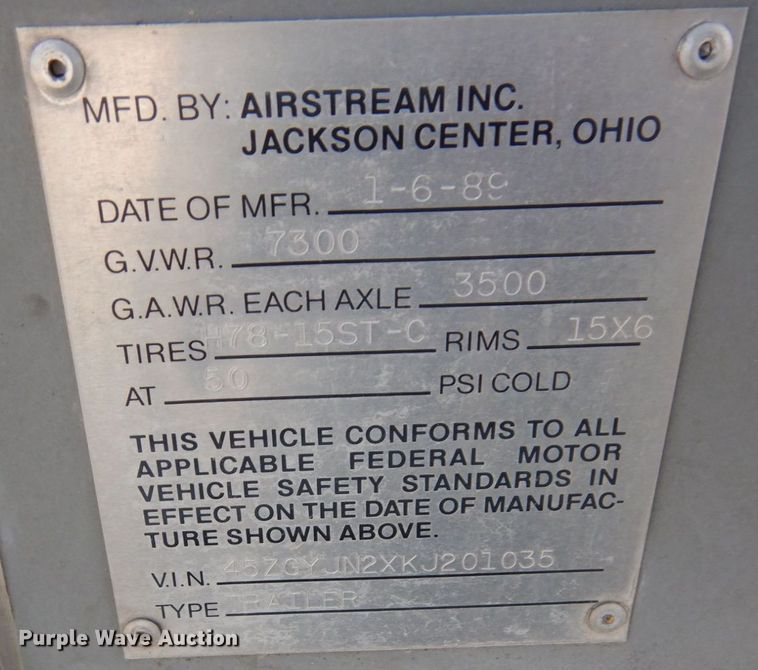 MFD. BY: AIRSTREAM INC.
JACKSON CENTER, OHIO
DATE OF MFR. 1-6-89
G.V.W.R. 7300
G.A.W.R. EACH AXLE 3500
TIRES H78-15ST-C RIMS 15X6
AT 50 PSI COLD
THIS VEHICLE CONFORMS TO ALL
APPLICABLE FEDERAL MOTOR
VEHICLE SAFETY STANDARDS IN
EFFECT ON THE DATE OF MANUFAC-
TURE SHOWN ABOVE.
V.I.N.
TYPE TRAILER
Purple Wave Auction